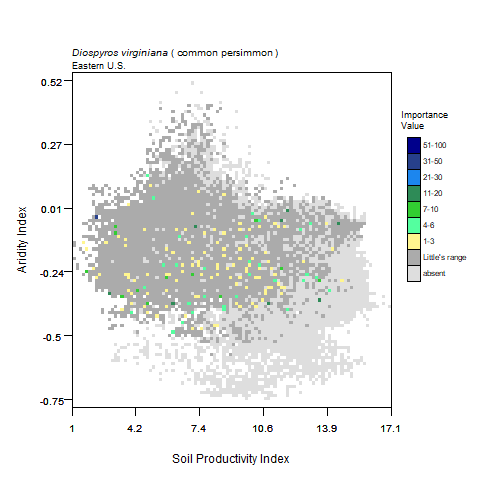 Diospyros virginiana ( common persimmon )
Eastern U.S.
0.52
0.27
0.01
-0.24
-0.5
-0.75
Aridity Index
1 4.2 7.4 10.6 13.9 17.1
Soil Productivity Index
Importance
Value
51-100
31-50
21-30
11-20
7-10
4-6
1-3
Little's range
absent